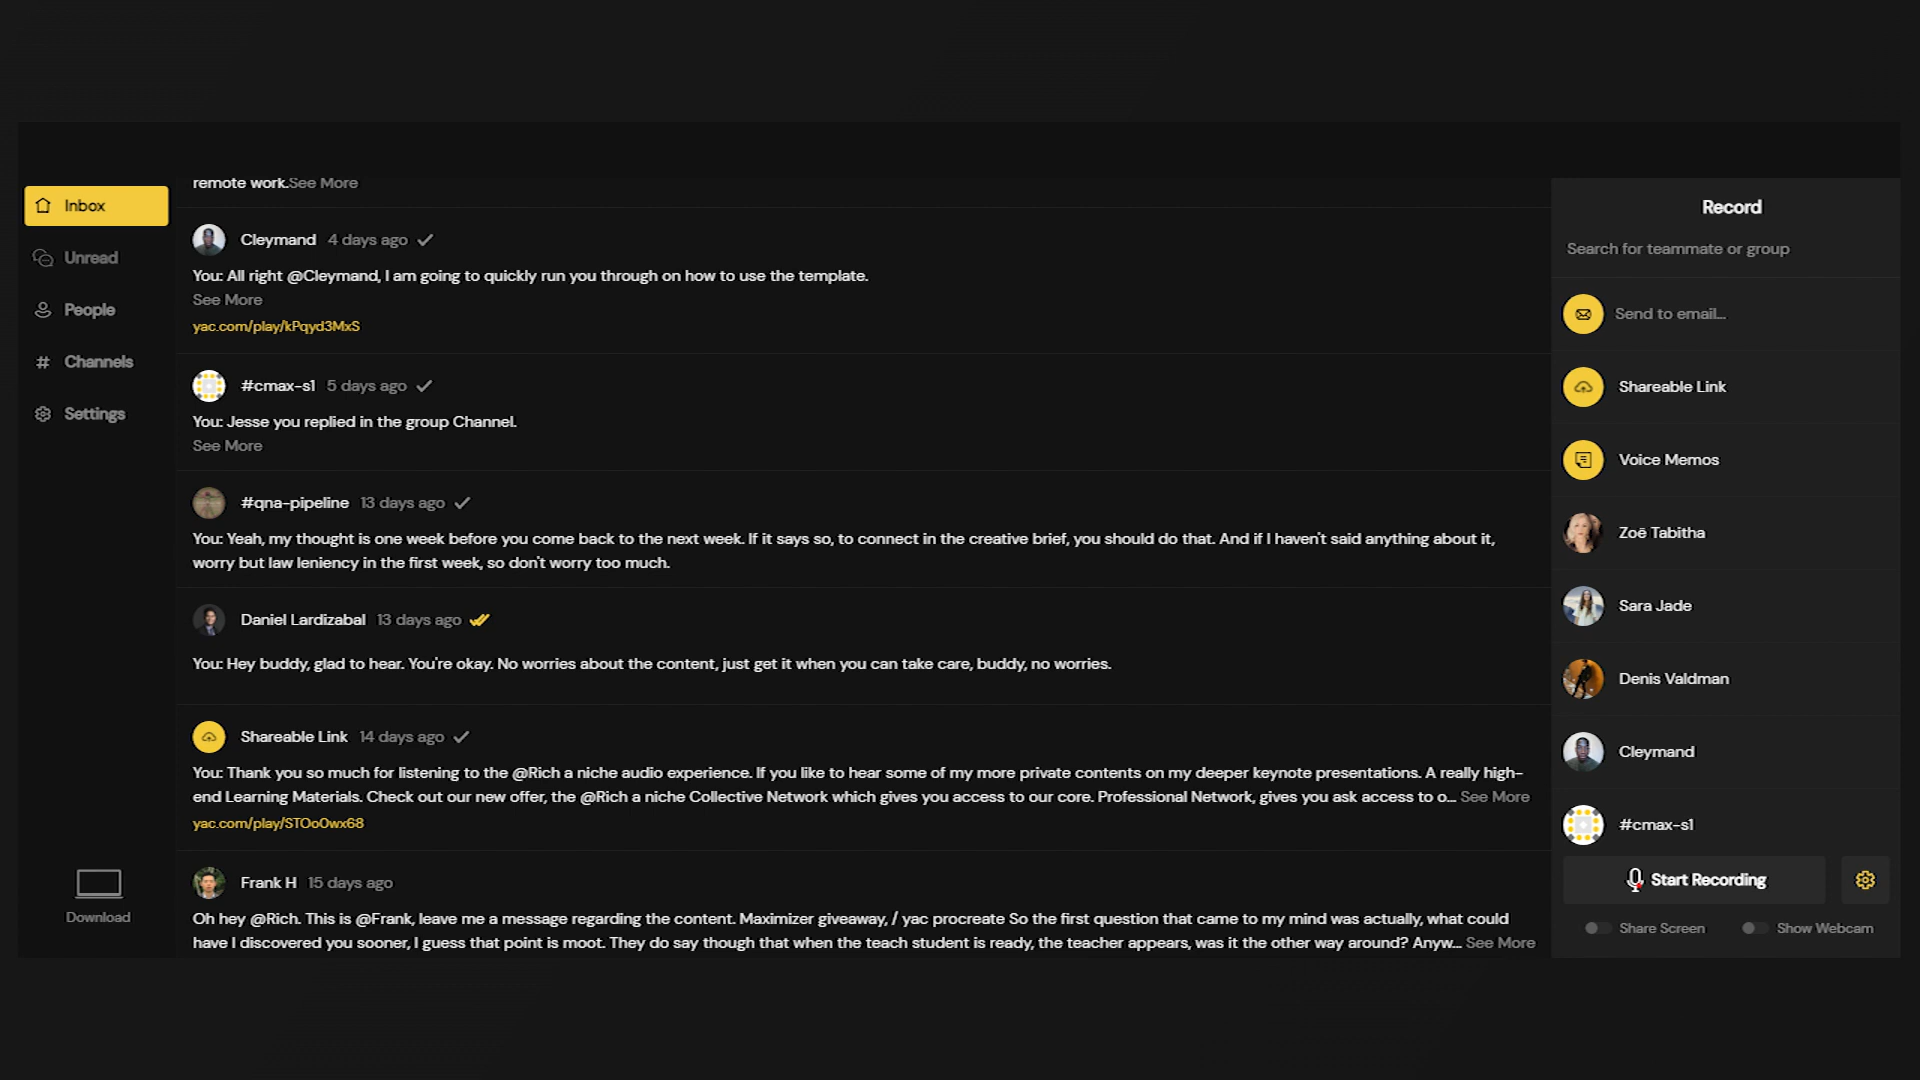 remote work.See More
Inbox
Unread
People
Channels
Settings
Download
Cleymand 4 days ago
You: All right @Cleymand, I am going to quickly run you through on how to use the template.
See More
yac.com/play/kPqyd3MxS
#cmax-s1 5 days ago
You: Jesse you replied in the group Channel.
See More
#qna-pipeline 13 days ago
You: Yeah, my thought is one week before you come back to the next week. If it says so, to connect in the creative brief, you should do that. And if I haven't said anything about it,
worry but law leniency in the first week, so don't worry too much.
Daniel Lardizabal 13 days ago
You: Hey buddy, glad to hear. You're okay. No worries about the content, just get it when you can take care, buddy, no worries.
Shareable Link 14 days ago
You: Thank you so much for listening to the @Rich a niche audio experience. If you like to hear some of my more private contents on my deeper keynote presentations. A really high-
end Learning Materials. Check out our new offer, the @Rich a niche Collective Network which gives you access to our core. Professional Network, gives you ask access to o... See More
yac.com/play/STOo0wx68
Frank H 15 days ago
Oh hey @Rich. This is @Frank, leave me a message regarding the content. Maximizer giveaway, / yac procreate So the first question that came to my mind was actually, what could
have I discovered you sooner, I guess that point is moot. They do say though that when the teach student is ready, the teacher appears, was it the other way around? Anyw... See More
Record
Search for teammate or group
Send to email...
Shareable Link
Voice Memos
Zoë Tabitha
Sara Jade
Denis Valdman
Cleymand
#cmax-s1
Start Recording
Share Screen
Show Webcam